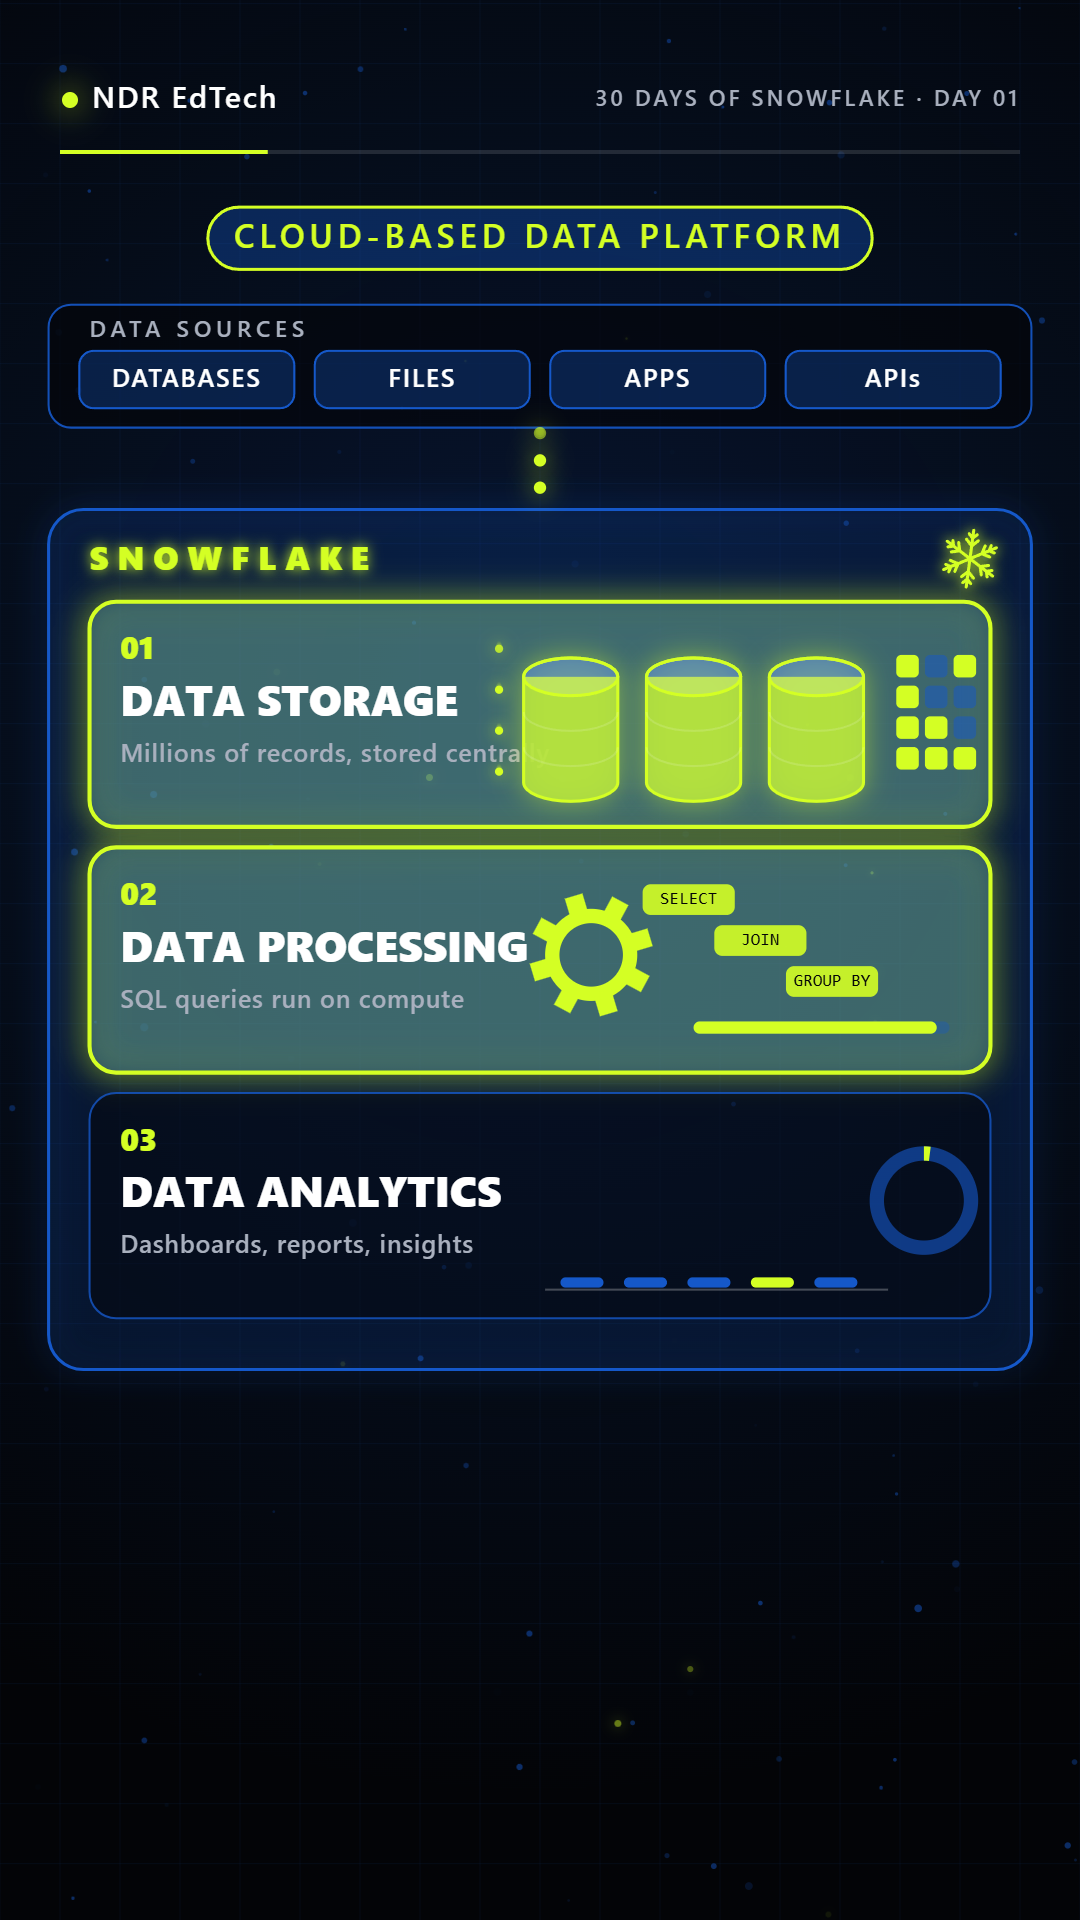 NDR EdTech
30 DAYS OF SNOWFLAKE · DAY 01
CLOUD-BASED DATA PLATFORM
DATA SOURCES
DATABASES
FILES
APPS
APIs
SNOWFLAKE
01
DATA STORAGE
Millions of records, stored centrally
02
DATA PROCESSING
SQL queries run on compute
SELECT
JOIN
GROUP BY
03
DATA ANALYTICS
Dashboards, reports, insights